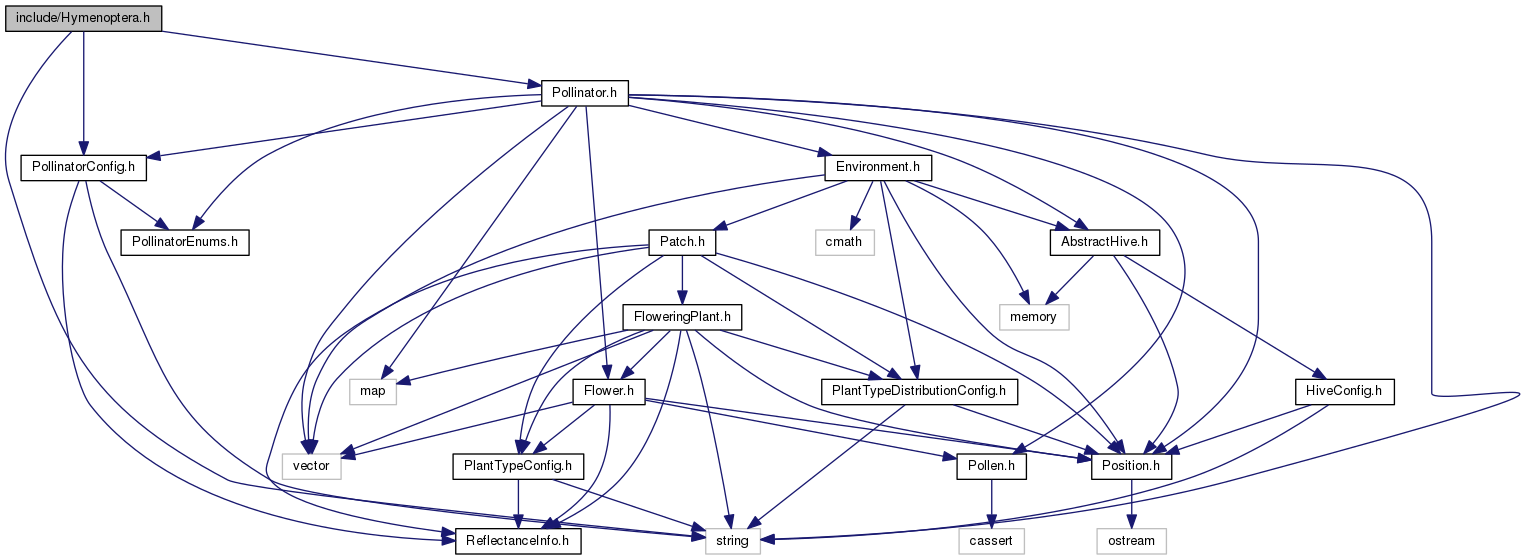 include/Hymenoptera.h
Pollinator.h
PollinatorConfig.h
Environment.h
PollinatorEnums.h
Patch.h
cmath
AbstractHive.h
FloweringPlant.h
memory
map
Flower.h
PlantTypeDistributionConfig.h
HiveConfig.h
vector
PlantTypeConfig.h
Pollen.h
Position.h
ReflectanceInfo.h
string
cassert
ostream